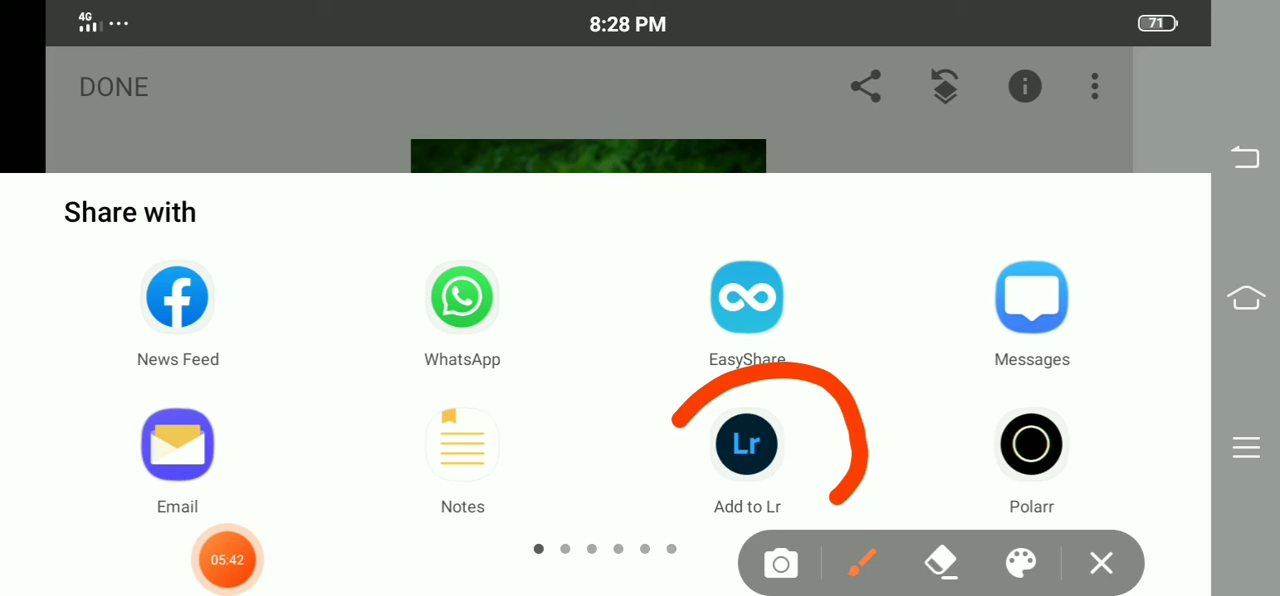 4G
8:28 PM
71
DONE
Share with
News Feed
WhatsApp
EasyShare
Messages
Lr
Email
Notes
Add to Lr
Polarr
05:42